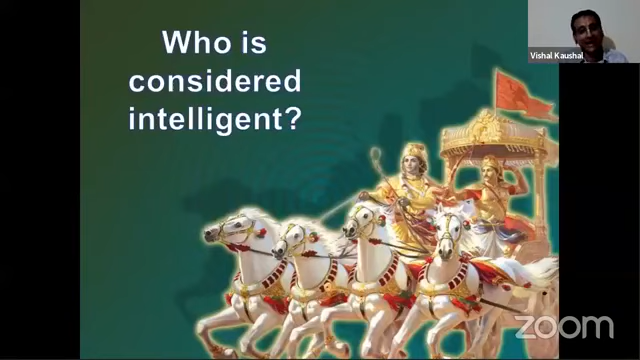 Who is
considered
intelligent?
Vishal Kaushal
zoom